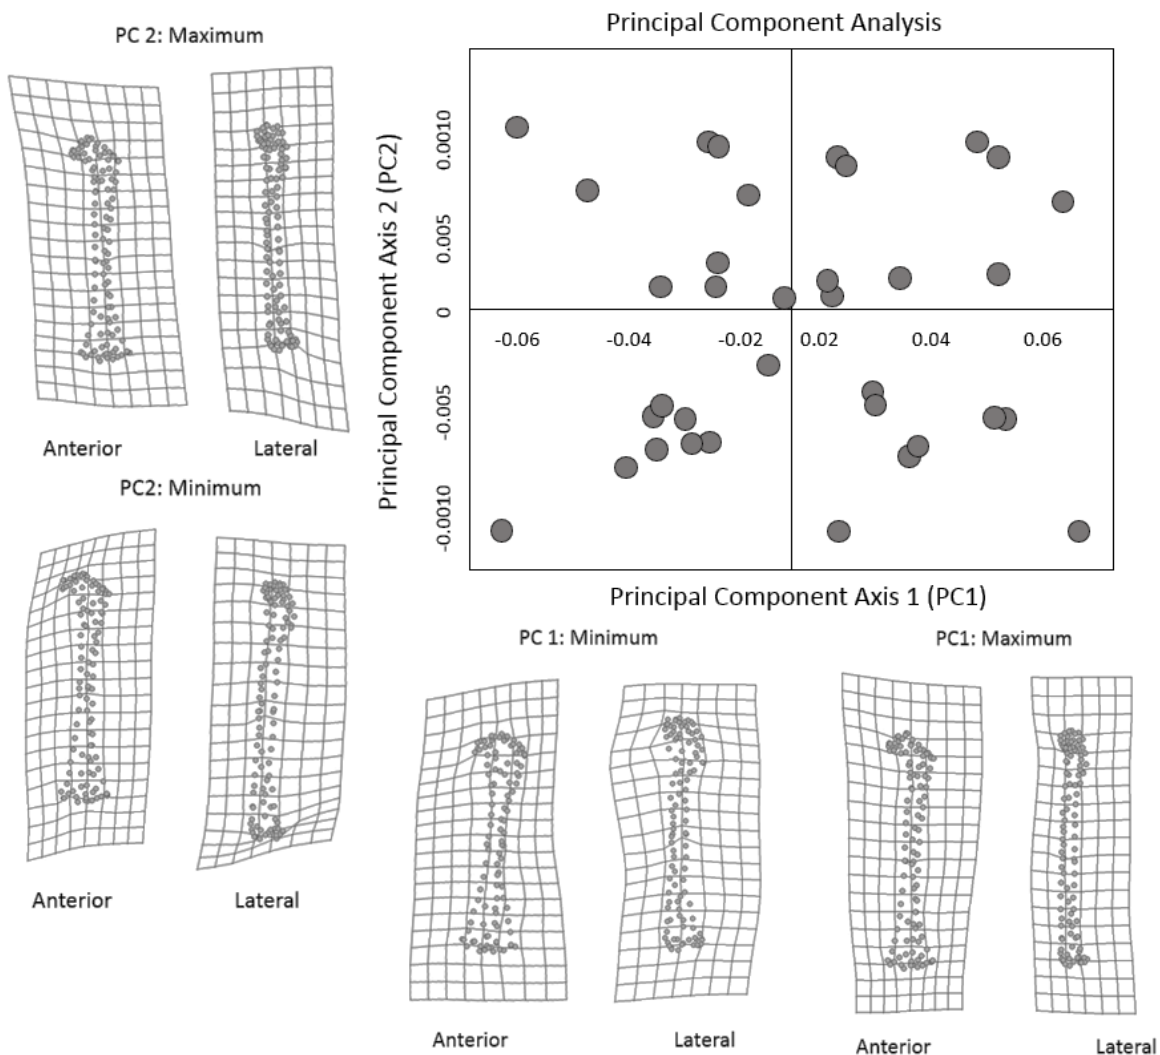 Principal Component Analysis
PC 2: Maximum
Anterior
Lateral
PC2: Minimum
Anterior
Lateral
Principal Component Axis 2 (PC2)
0.0010
0.005
0
-0.005
-0.0010
-0.06
-0.04
-0.02
0.02
0.04
0.06
Principal Component Axis 1 (PC1)
PC 1: Minimum
PC1: Maximum
Anterior
Lateral
Anterior
Lateral